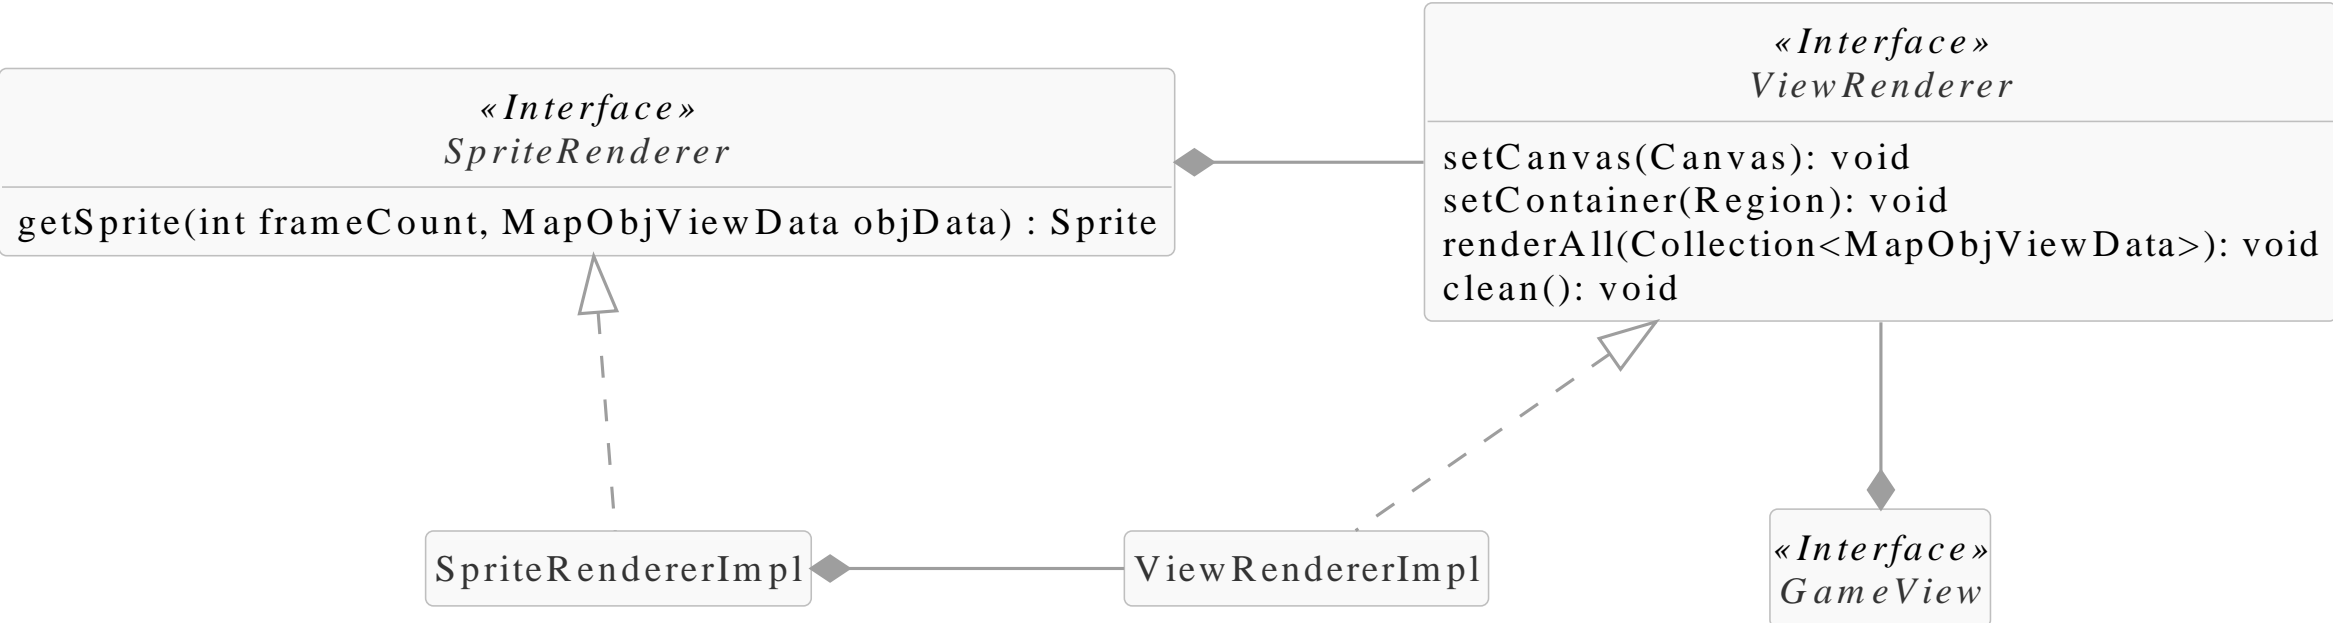 «Interface»
SpriteRenderer
getSprite(int frameCount, MapObjViewData objData) : Sprite
«Interface»
ViewRenderer
setCanvas(Canvas): void
setContainer(Region): void
renderAll(Collection<MapObjViewData>): void
clean(): void
SpriteRendererImpl
ViewRendererImpl
«Interface»
GameView